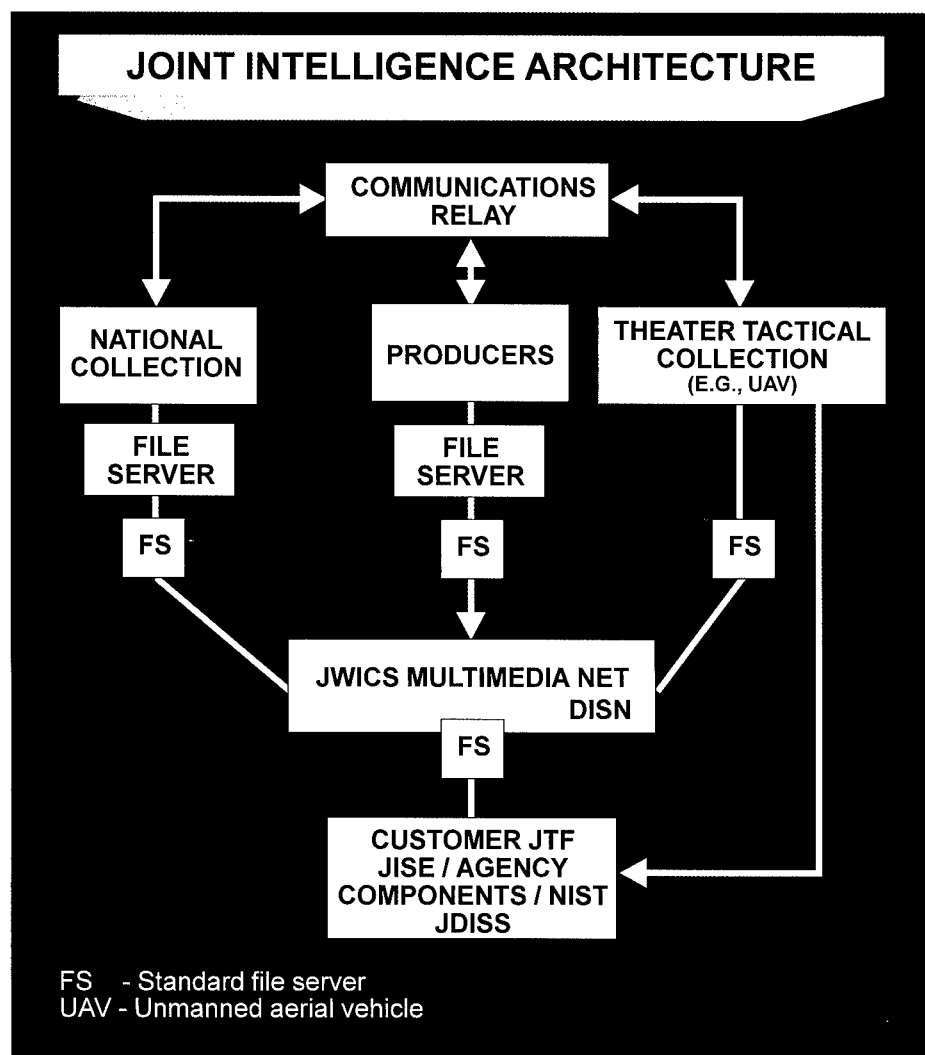 JOINT INTELLIGENCE ARCHITECTURE
COMMUNICATIONS
RELAY
NATIONAL
COLLECTION
PRODUCERS
THEATER TACTICAL
COLLECTION
(E.G., UAV)
FILE
SERVER
FILE
SERVER
FS
FS
FS
JWICS MULTIMEDIA NET
DISN
FS
CUSTOMER JTF
JISE / AGENCY
COMPONENTS / NIST
JDISS
FS - Standard file server
UAV - Unmanned aerial vehicle